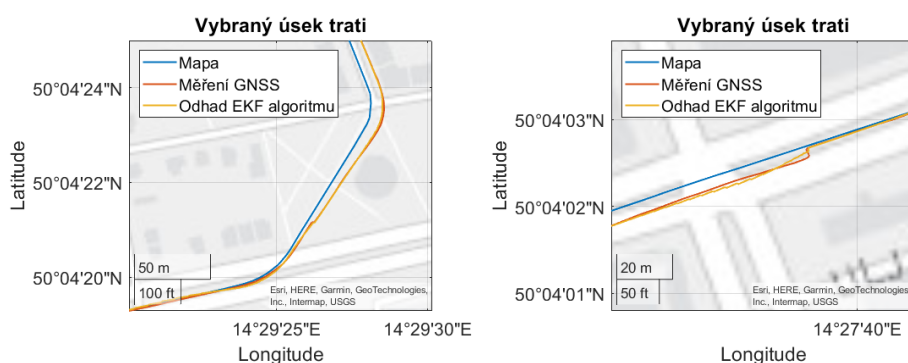 Vybraný úsek trati
Mapa
Měření GNSS
Odhad EKF algoritmu
50°04'24"N
50°04'22"N
50°04'20"N
Latitude
50 m
100 ft
Esri, HERE, Garmin, GeoTechnologies,
Inc., Intermap, USGS
14°29'25"E
14°29'30"E
Longitude
Vybraný úsek trati
Mapa
Měření GNSS
Odhad EKF algoritmu
50°04'03"N
50°04'02"N
50°04'01"N
Latitude
20 m
50 ft
Esri, HERE, Garmin, GeoTechnologies,
Inc., Intermap, USGS
14°27'40"E
Longitude